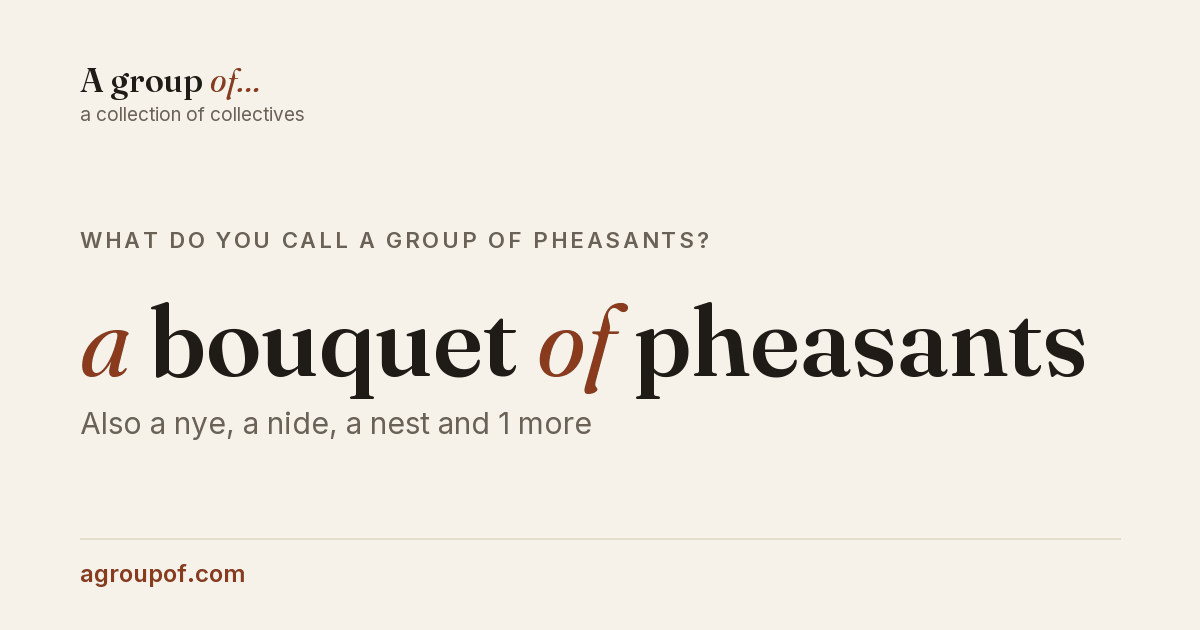 A group of...
a collection of collectives
WHAT DO YOU CALL A GROUP OF PHEASANTS?
a bouquet of pheasants
Also a nye, a nide, a nest and 1 more
agroupof.com